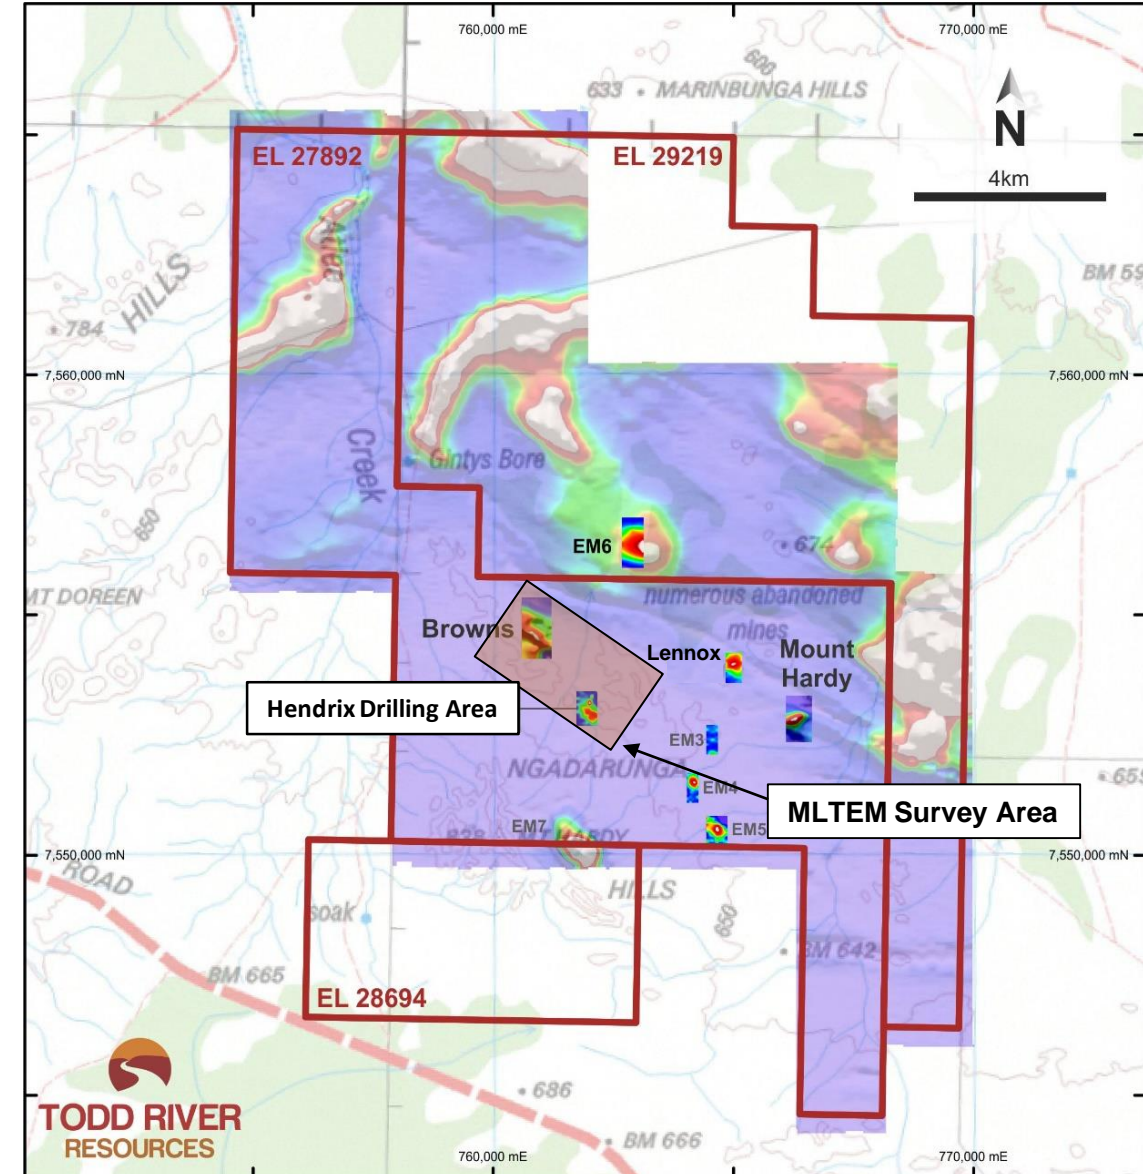 760,000 mE
770,000 mE
600
633 • MARINBUNGA HILLS
N
4km
EL 27892
EL 29219
HILLS
784
BM 59
7,560,000 mN
7,560,000 mN
Creek
Gintys Bore
650
EM6
674
MT DOREEN
numerous abandoned
mines
Browns
Lennox
Mount
Hardy
Hendrix Drilling Area
EM3
NGADARUNGA
EM4
MLTEM Survey Area
EM7
MT HARDY
EM5
7,550,000 mN
7,550,000 mN
ROAD
HILLS
soak
650
BM 642
BM 665
EL 28694
686
TODD RIVER
RESOURCES
BM 666
760,000 mE
770,000 mE